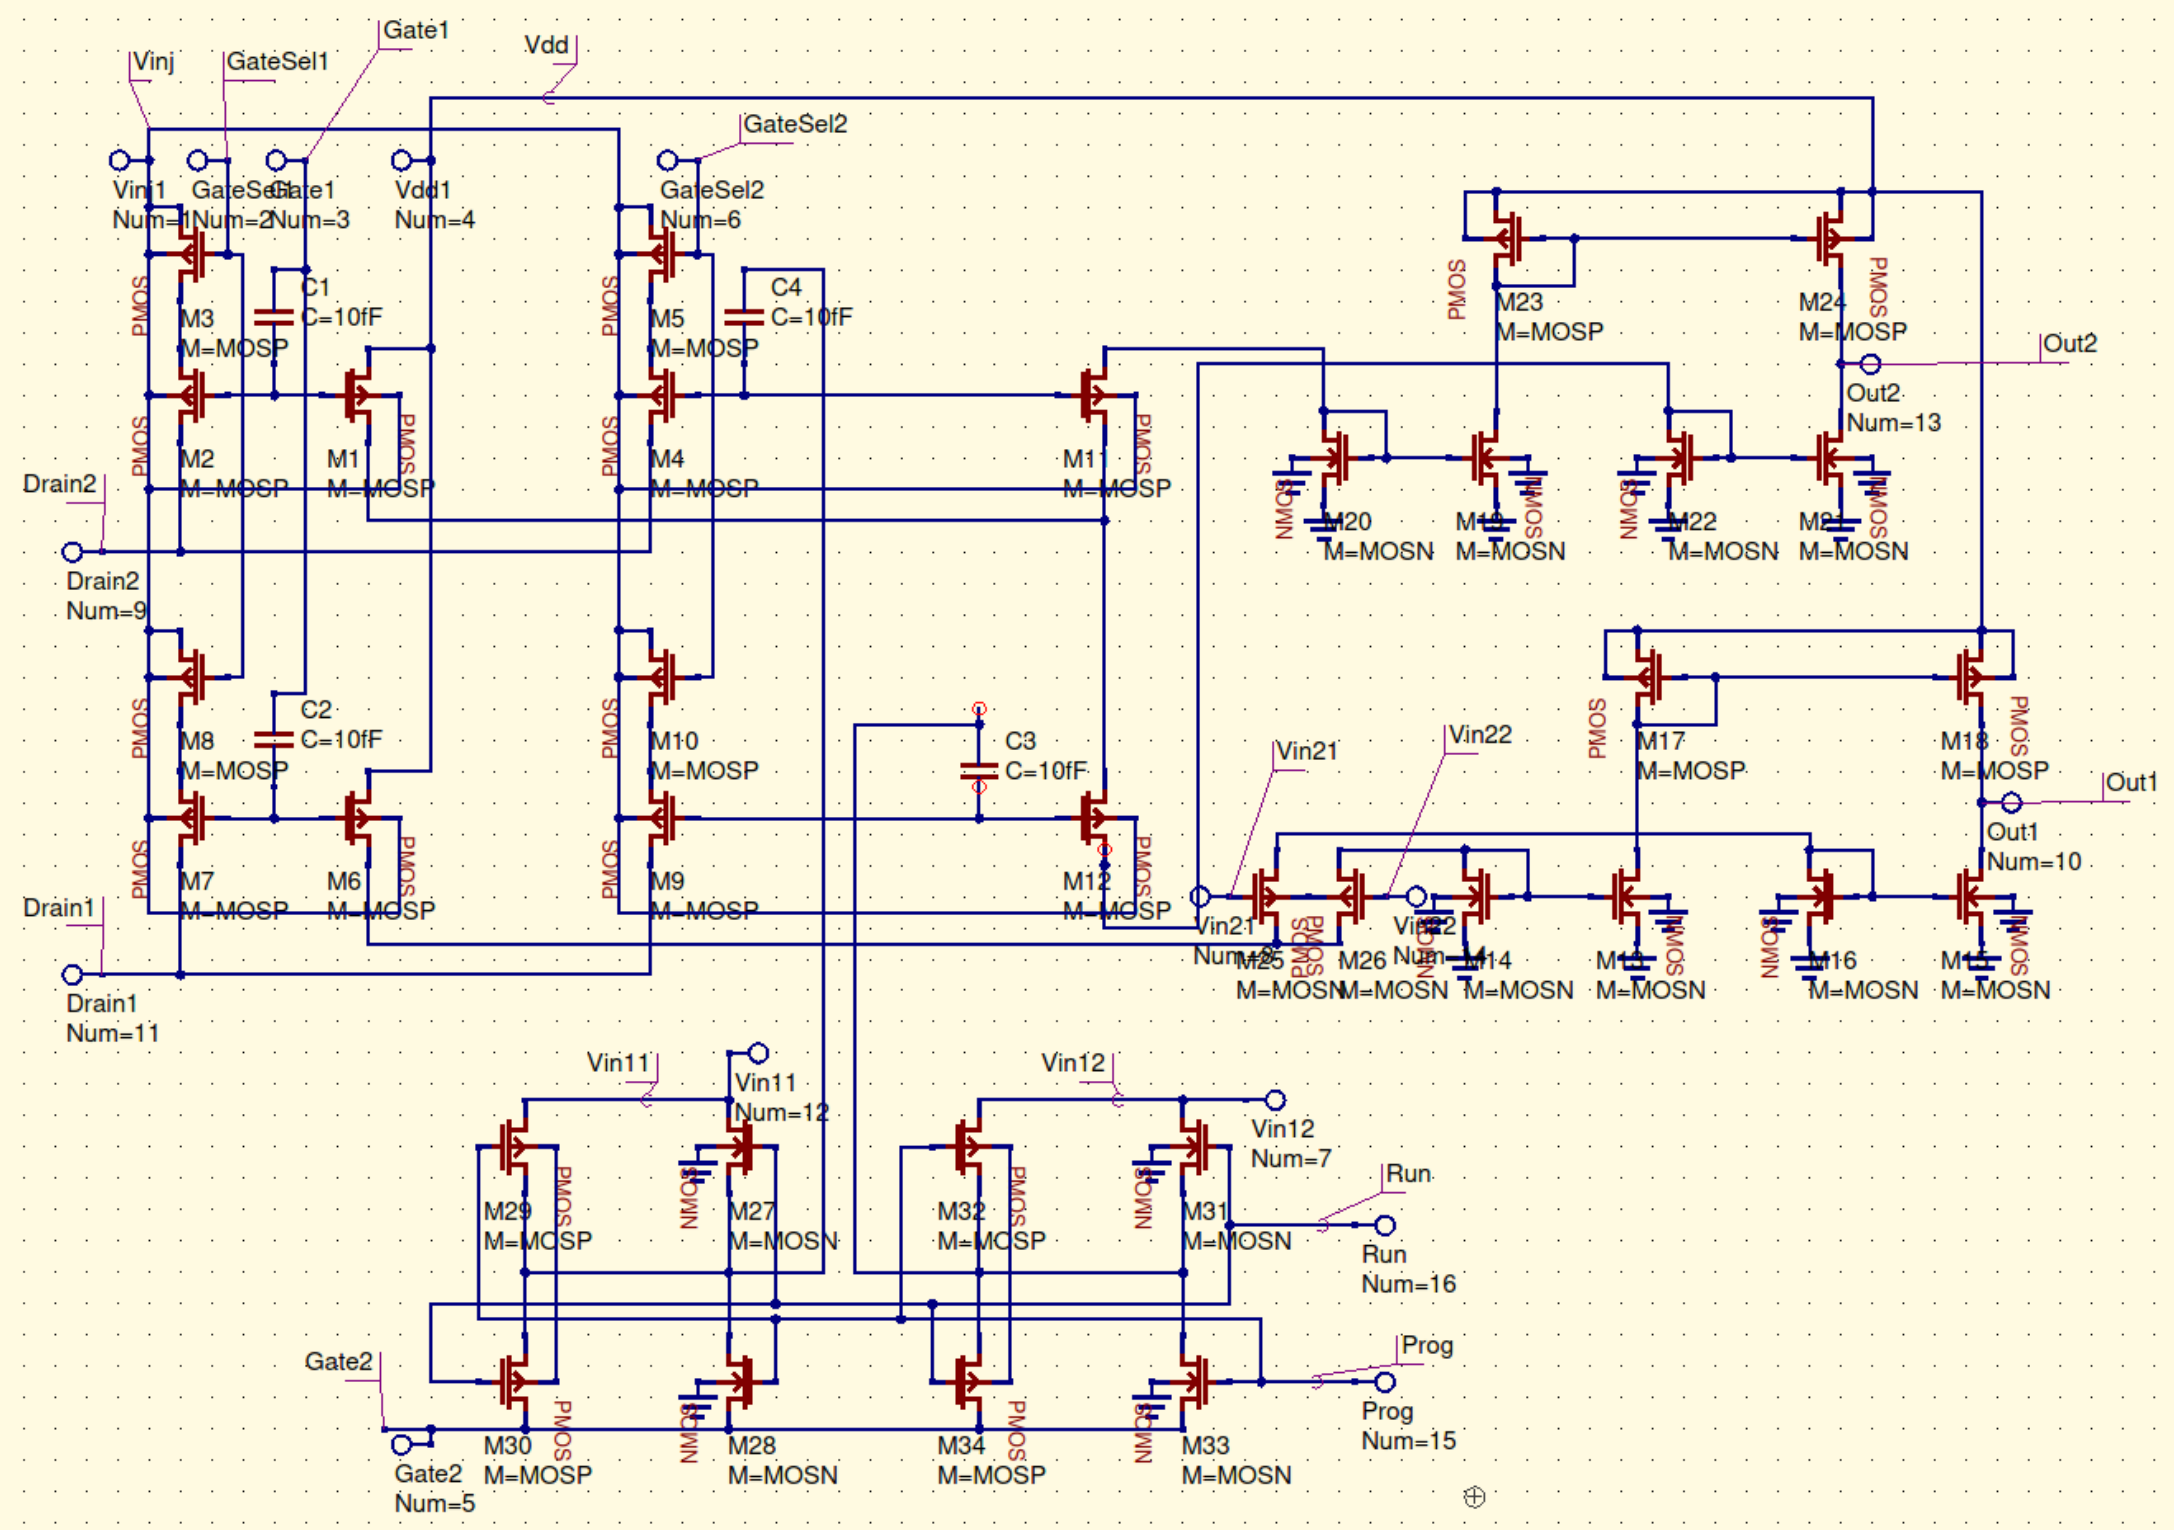 Gate1
Vdd
Vinj
GateSel1
GateSel2
Vinj1
Num=1
GateSel1
Num=2
Gate1
Num=3
Vdd1
Num=4
GateSel2
Num=6
PMOS
M3
M=MOSP
C1
C=10fF
PMOS
M5
M=MOSP
C4
C=10fF
PMOS
M23
M=MOSP
M24
M=MOSP
PMOS
Out2
Out2
Num=13
PMOS
M2
M=MOSP
M1
M=MOSP
PMOS
PMOS
M4
M=MOSP
M11
M=MOSP
PMOS
NMOS
M20
M=MOSN
M19
M=MOSN
NMOS
NMOS
M22
M=MOSN
M21
M=MOSN
NMOS
Drain2
Drain2
Num=9
PMOS
M8
M=MOSP
C2
C=10fF
PMOS
M10
M=MOSP
C3
C=10fF
Vin21
Vin22
PMOS
M17
M=MOSP
M18
M=MOSP
PMOS
Out1
Out1
Num=10
PMOS
M7
M=MOSP
M6
M=MOSP
PMOS
PMOS
M9
M=MOSP
M12
M=MOSP
PMOS
Vin21
Num=8
M25
M=MOSN
PMOS
PMOS
M26
M=MOSN
Vin22
NMOS
M14
M=MOSN
M13
M=MOSN
NMOS
NMOS
M16
M=MOSN
M15
M=MOSN
NMOS
Drain1
Drain1
Num=11
Vin11
Vin11
Num=12
Vin12
Vin12
Num=7
M29
M=MOSP
PMOS
NMOS
M27
M=MOSN
M32
M=MOSP
PMOS
NMOS
M31
M=MOSN
Run
Run
Num=16
Gate2
Gate2
Num=5
M30
M=MOSP
PMOS
NMOS
M28
M=MOSN
M34
M=MOSP
PMOS
NMOS
M33
M=MOSN
Prog
Prog
Num=15